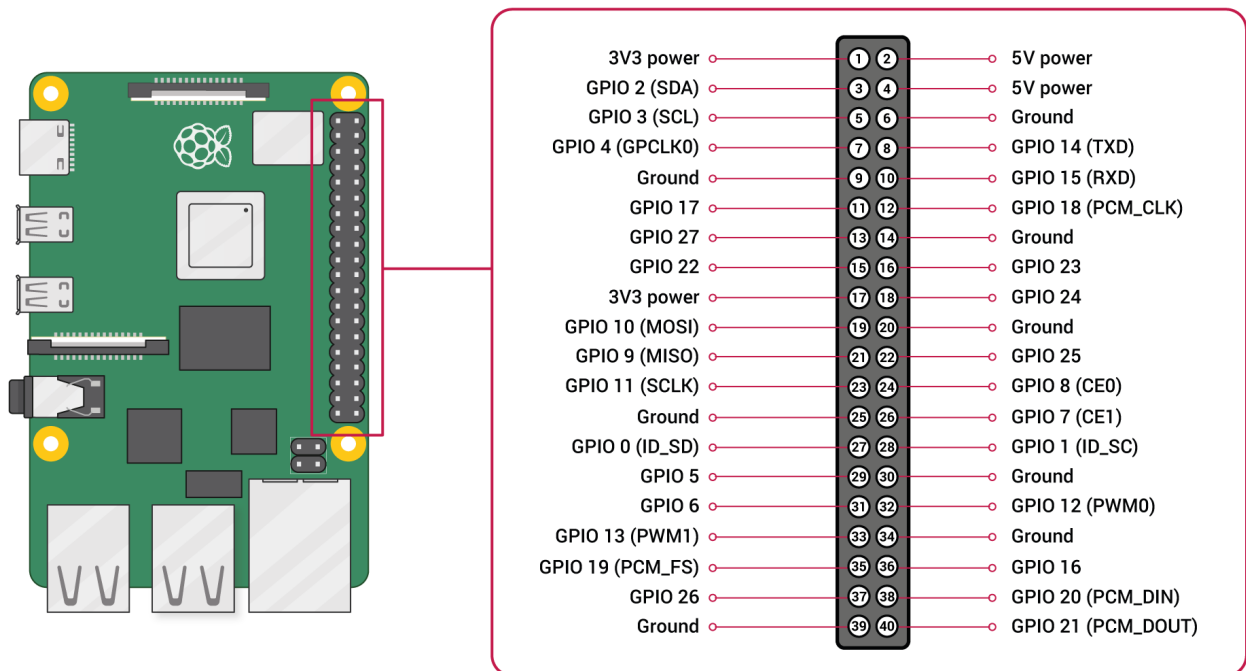 3V3 power 1 2 5V power
GPIO 2 (SDA) 3 4 5V power
GPIO 3 (SCL) 5 6 Ground
GPIO 4 (GPCLK0) 7 8 GPIO 14 (TXD)
Ground 9 10 GPIO 15 (RXD)
GPIO 17 11 12 GPIO 18 (PCM_CLK)
GPIO 27 13 14 Ground
GPIO 22 15 16 GPIO 23
3V3 power 17 18 GPIO 24
GPIO 10 (MOSI) 19 20 Ground
GPIO 9 (MISO) 21 22 GPIO 25
GPIO 11 (SCLK) 23 24 GPIO 8 (CE0)
Ground 25 26 GPIO 7 (CE1)
GPIO 0 (ID_SD) 27 28 GPIO 1 (ID_SC)
GPIO 5 29 30 Ground
GPIO 6 31 32 GPIO 12 (PWM0)
GPIO 13 (PWM1) 33 34 Ground
GPIO 19 (PCM_FS) 35 36 GPIO 16
GPIO 26 37 38 GPIO 20 (PCM_DIN)
Ground 39 40 GPIO 21 (PCM_DOUT)